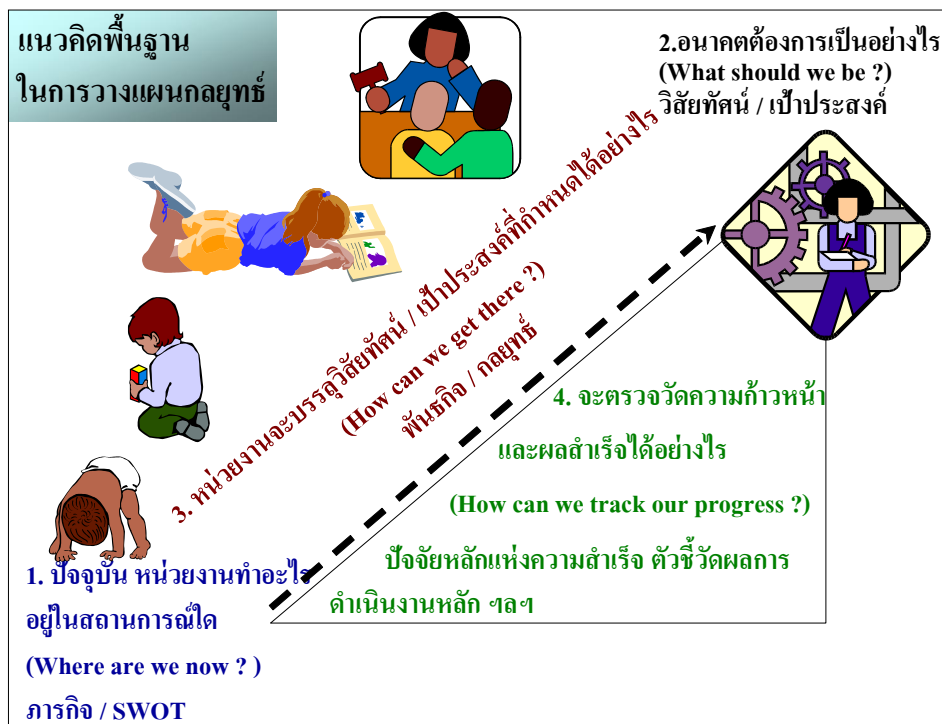 แนวคิดพื้นฐาน
ในการวางแผนกลยุทธ์
2.อนาคตต้องการเป็นอย่างไร
(What should we be ?)
วิสัยทัศน์ / เป้าประสงค์
3. หน่วยงานจะบรรลุวิสัยทัศน์ / เป้าประสงค์ที่กำหนดได้อย่างไร
(How can we get there ?)
พันธกิจ / กลยุทธ์
4. จะตรวจวัดความก้าวหน้า
และผลสำเร็จได้อย่างไร
(How can we track our progress ?)
ปัจจัยหลักแห่งความสำเร็จ ตัวชี้วัดผลการ
ดำเนินงานหลัก ฯลฯ
1. ปัจจุบัน หน่วยงานทำอะไร
อยู่ในสถานการณ์ใด
(Where are we now ? )
ภารกิจ / SWOT